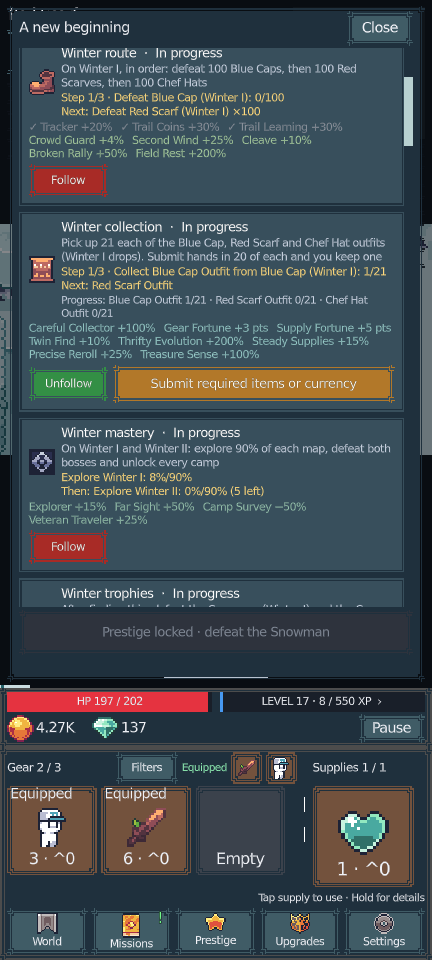 A new beginning
Close
Winter route · In progress
On Winter I, in order: defeat 100 Blue Caps, then 100 Red
Scarves, then 100 Chef Hats
Step 1/3 · Defeat Blue Cap (Winter I): 0/100
Next: Defeat Red Scarf (Winter I) ×100
✓ Tracker +20% ✓ Trail Coins +30% ✓ Trail Learning +30%
Crowd Guard +4% Second Wind +25% Cleave +10%
Broken Rally +50% Field Rest +200%
Follow
Winter collection · In progress
Pick up 21 each of the Blue Cap, Red Scarf and Chef Hat outfits
(Winter I drops). Submit hands in 20 of each and you keep one
Step 1/3 · Collect Blue Cap Outfit from Blue Cap (Winter I): 1/21
Next: Red Scarf Outfit
Progress: Blue Cap Outfit 1/21 · Red Scarf Outfit 0/21 · Chef Hat
Outfit 0/21
Careful Collector +100% Gear Fortune +3 pts Supply Fortune +5 pts
Twin Find +10% Thrifty Evolution +200% Steady Supplies +15%
Precise Reroll +25% Treasure Sense +100%
Unfollow
Submit required items or currency
Winter mastery · In progress
On Winter I and Winter II: explore 90% of each map, defeat both
bosses and unlock every camp
Explore Winter I: 8%/90%
Then: Explore Winter II: 0%/90% (5 left)
Explorer +15% Far Sight +50% Camp Survey −50%
Veteran Traveler +25%
Follow
Winter trophies · In progress
Prestige locked · defeat the Snowman
HP 197 / 202
LEVEL 17 · 8 / 550 XP ›
4.27K
137
Pause
Gear 2 / 3
Filters
Equipped
Supplies 1 / 1
Equipped
3 · ^0
Equipped
6 · ^0
Empty
1 · ^0
Tap supply to use · Hold for details
World
Missions
!
Prestige
Upgrades
Settings